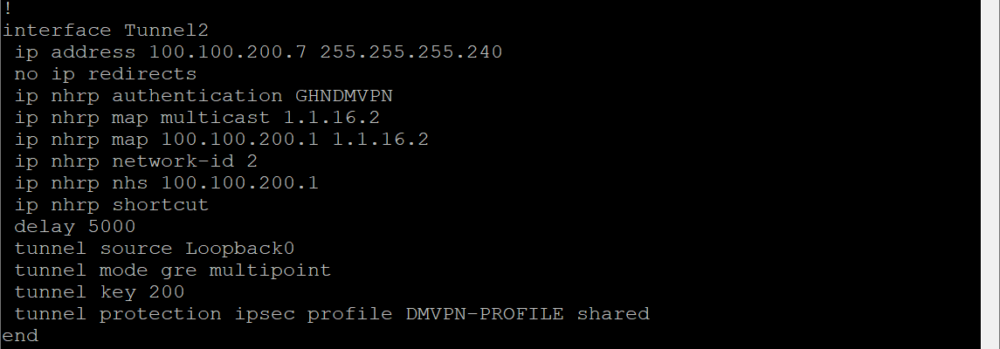 !
interface Tunnel2
 ip address 100.100.200.7 255.255.255.240
 no ip redirects
 ip nhrp authentication GHNDMVPN
 ip nhrp map multicast 1.1.16.2
 ip nhrp map 100.100.200.1 1.1.16.2
 ip nhrp network-id 2
 ip nhrp nhs 100.100.200.1
 ip nhrp shortcut
 delay 5000
 tunnel source Loopback0
 tunnel mode gre multipoint
 tunnel key 200
 tunnel protection ipsec profile DMVPN-PROFILE shared
end